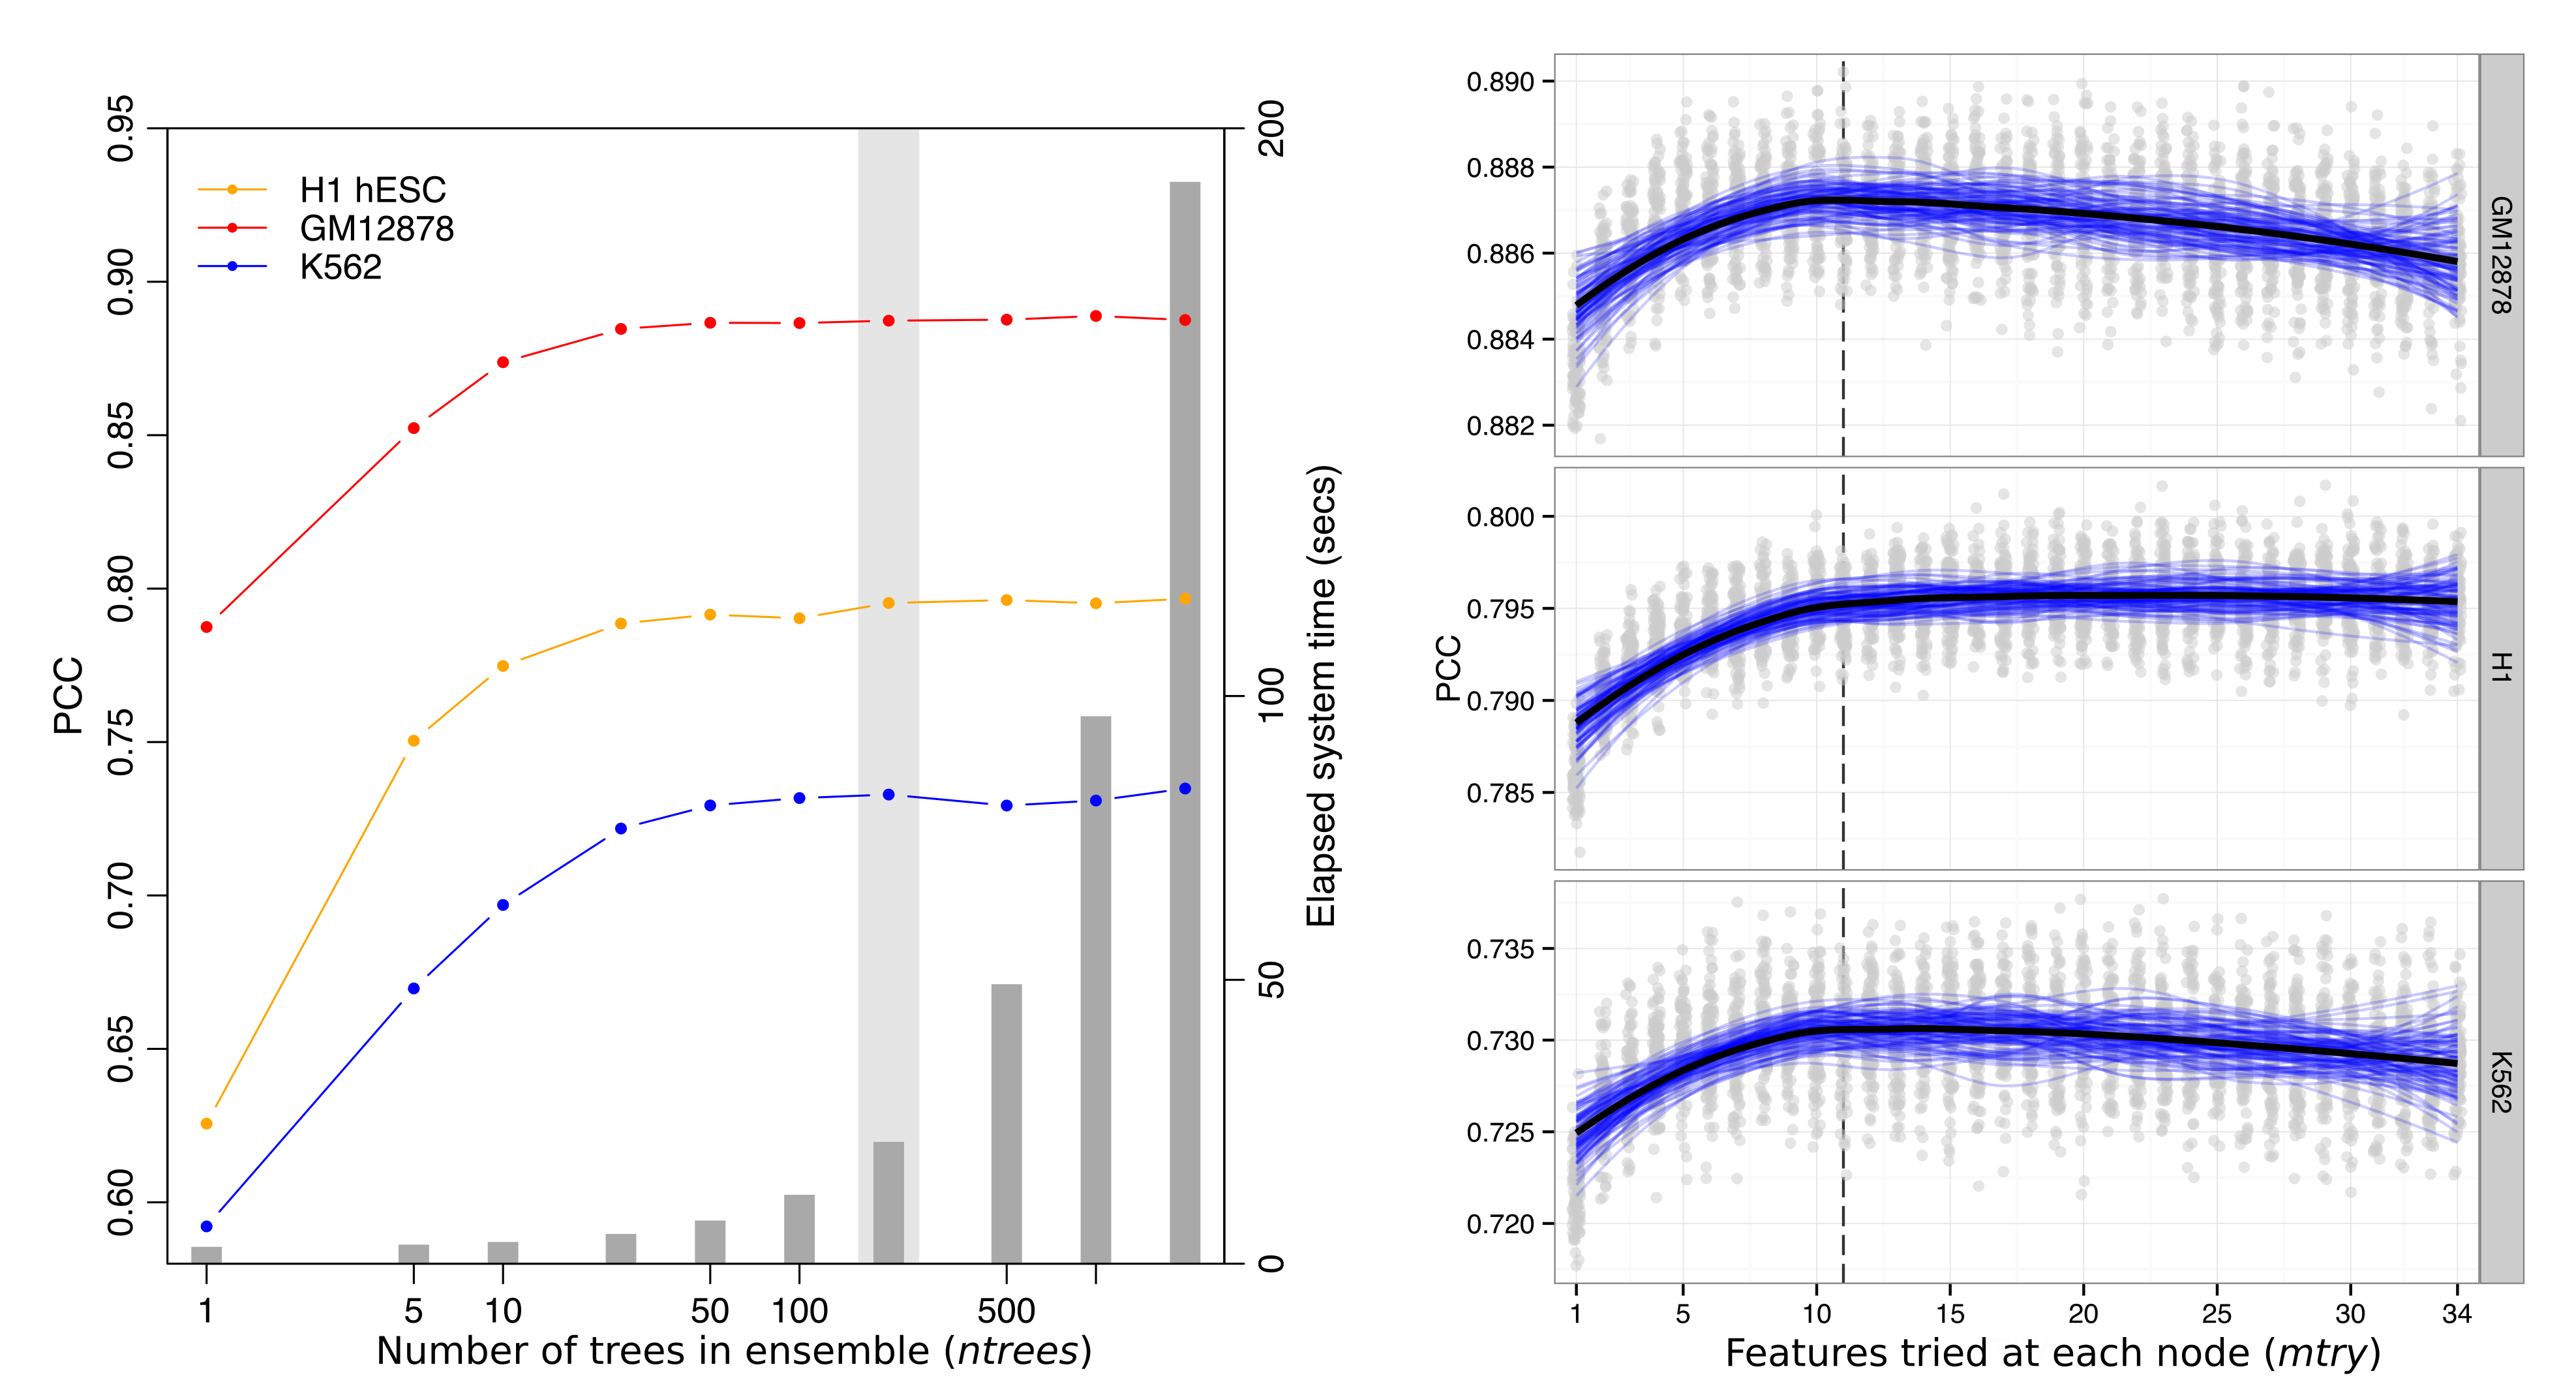 0.95
0.90
0.85
0.80
0.75
0.70
0.65
0.60
PCC
H1 hESC
GM12878
K562
200
100
50
0
Elapsed system time (secs)
1 5 10 50 100 500
Number of trees in ensemble (ntrees)
0.890
0.888
0.886
0.884
0.882
GM12878
0.800
0.795
0.790
0.785
PCC
H1
0.735
0.730
0.725
0.720
K562
1 5 10 15 20 25 30 34
Features tried at each node (mtry)